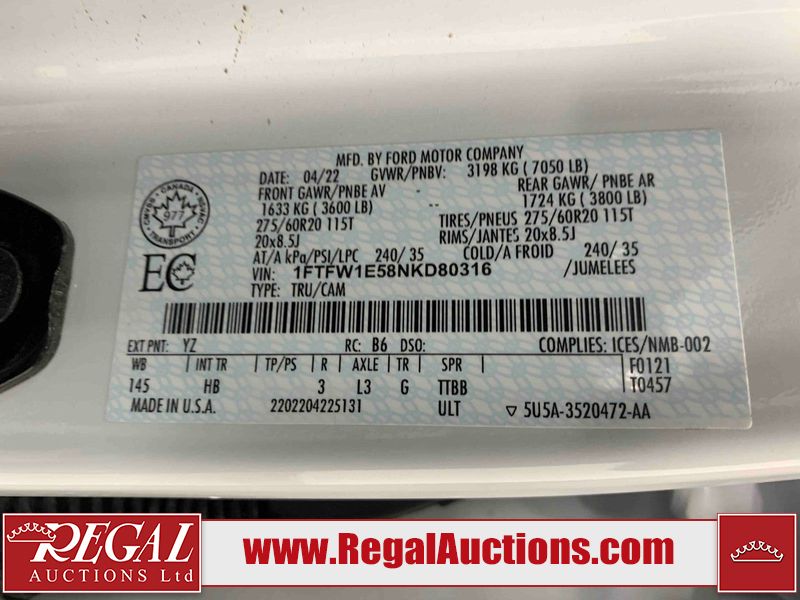 MFD. BY FORD MOTOR COMPANY
DATE: 04/22 GVWR/PNBV: 3198 KG ( 7050 LB)
FRONT GAWR/PNBE AV REAR GAWR/ PNBE AR
1633 KG ( 3600 LB) -- 1724 KG ( 3800 LB)
275/60R20 115T TIRES/PNEUS 275/60R20 115T
20x8.5J RIMS/JANTES 20x8.5J
AT/A kPa/PSI/LPC 240/ 35 COLD/A FROID 240/ 35
VIN: 1FTFW1E58NKD80316 /JUMELEES
TYPE: TRU/CAM
CANADA
977
TRANSPORT
EC
EXT PNT: YZ RC: B6 DSO: COMPLIES: ICES/NMB-002
WB INT TR TP/PS R AXLE TR SPR F0121
145 HB 3 L3 G TTBB T0457
MADE IN U.S.A. 2202204225131 ULT ▽ 5U5A-3520472-AA
REGAL
AUCTIONS Ltd
www.RegalAuctions.com